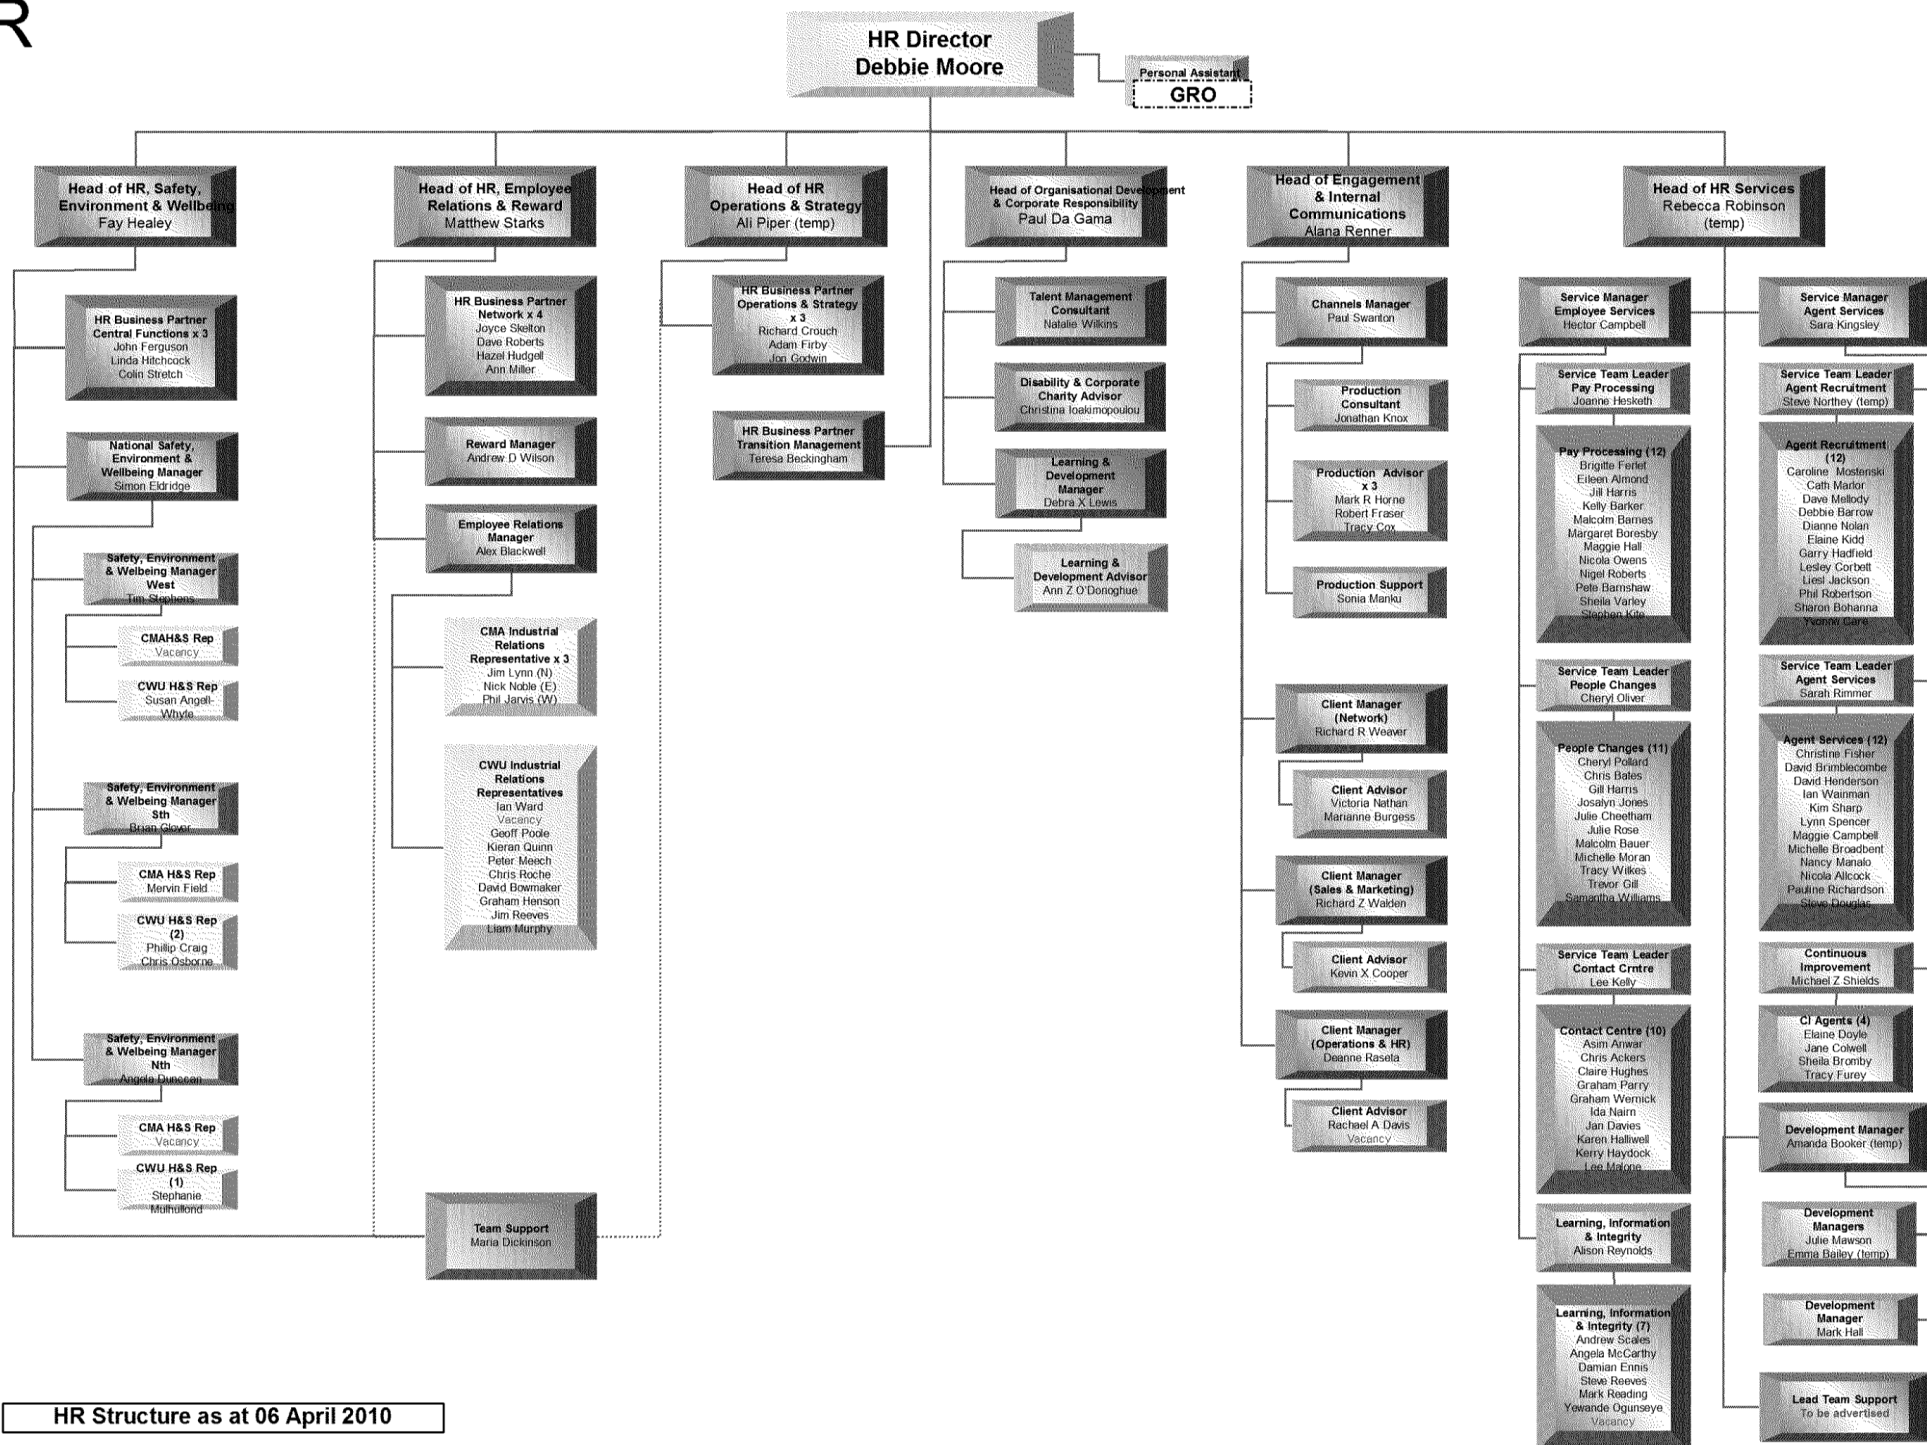 R
HR Director
Debbie Moore
Personal Assistant
GRO
Head of HR, Safety,
Environment & Wellbeing
Fay Healey
HR Business Partner
Central Functions x 3
John Ferguson
Linda Hitchcock
Colin Stretch
National Safety,
Environment &
Wellbeing Manager
Simon Eldridge
Safety, Environment
& Welbeing Manager
West
Tim Stephens
CMAH&S Rep
Vacancy
CWU H&S Rep
Susan Angell-
Whyte
Safety, Environment
& Welbeing Manager
Sth
Brian Glover
CMA H&S Rep
Mervin Field
CWU H&S Rep
(2)
Phillip Craig
Chris Osborne
Safety, Environment
& Welbeing Manager
Nth
Angela Dunccan
CMA H&S Rep
Vacancy
CWU H&S Rep
(1)
Stephanie
Mulhullond
Head of HR, Employee
Relations & Reward
Matthew Starks
HR Business Partner
Network x 4
Joyce Skelton
Dave Roberts
Hazel Hudgell
Ann Miller
Reward Manager
Andrew D Wilson
Employee Relations
Manager
Alex Blackwell
CMA Industrial
Relations
Representative x 3
Jim Lynn (N)
Nick Noble (E)
Phil Jarvis (W)
CWU Industrial
Relations
Representatives
Ian Ward
Vacancy
Geoff Poole
Kieran Quinn
Peter Meech
Chris Roche
David Bowmaker
Graham Henson
Jim Reeves
Liam Murphy
Team Support
Maria Dickinson
Head of HR
Operations & Strategy
Ali Piper (temp)
HR Business Partner
Operations & Strategy
x 3
Richard Crouch
Adam Firby
Jon Godwin
HR Business Partner
Transition Management
Teresa Beckingham
Head of Organisational Development
& Corporate Responsibility
Paul Da Gama
Talent Management
Consultant
Natalie Wilkins
Disability & Corporate
Charity Advisor
Christina Ioakimopoulou
Learning &
Development
Manager
Debra X Lewis
Learning &
Development Advisor
Ann Z O'Donoghue
Head of Engagement
& Internal
Communications
Alana Renner
Channels Manager
Paul Swanton
Production
Consultant
Jonathan Knox
Production Advisor
x 3
Mark R Horne
Robert Fraser
Tracy Cox
Production Support
Sonia Manku
Client Manager
(Network)
Richard R Weaver
Client Advisor
Victoria Nathan
Marianne Burgess
Client Manager
(Sales & Marketing)
Richard Z Walden
Client Advisor
Kevin X Cooper
Client Manager
(Operations & HR)
Deanne Raseta
Client Advisor
Rachael A Davis
Vacancy
Head of HR Services
Rebecca Robinson
(temp)
Service Manager
Employee Services
Hector Campbell
Service Team Leader
Pay Processing
Joanne Hesketh
Pay Processing (12)
Brigitte Ferlet
Eileen Almond
Jill Harris
Kelly Barker
Malcolm Barnes
Margaret Boresby
Maggie Hall
Nicola Owens
Nigel Roberts
Pete Barnshaw
Sheila Varley
Stephen Kite
Service Team Leader
People Changes
Cheryl Oliver
People Changes (11)
Cheryl Pollard
Chris Bates
Gill Harris
Josalyn Jones
Julie Cheetham
Julie Rose
Malcolm Bauer
Michelle Moran
Tracy Wilkes
Trevor Gill
Samantha Williams
Service Team Leader
Contact Crntre
Lee Kelly
Contact Centre (10)
Asim Anwar
Chris Ackers
Claire Hughes
Graham Parry
Graham Wernick
Ida Nairn
Jan Davies
Karen Halliwell
Kerry Haydock
Lee Malone
Learning, Information
& Integrity
Alison Reynolds
Learning, Information
& Integrity (7)
Andrew Scales
Angela McCarthy
Damian Ennis
Steve Reeves
Mark Reading
Yewande Ogunseye
Vacancy
Service Manager
Agent Services
Sara Kingsley
Service Team Leader
Agent Recruitment
Steve Northey (temp)
Agent Recruitment
(12)
Caroline Mostenski
Cath Marlor
Dave Mellody
Debbie Barrow
Dianne Nolan
Elaine Kidd
Garry Hadfield
Lesley Corbett
Liesl Jackson
Phil Robertson
Sharon Bohanna
Yvonne Care
Service Team Leader
Agent Services
Sarah Rimmer
Agent Services (12)
Christine Fisher
David Brimblecombe
David Henderson
Ian Wainman
Kim Sharp
Lynn Spencer
Maggie Campbell
Michelle Broadbent
Nancy Manalo
Nicola Allcock
Pauline Richardson
Steve Douglas
Continuous
Improvement
Michael Z Shields
CI Agents (4)
Elaine Doyle
Jane Colwell
Sheila Bromby
Tracy Furey
Development Manager
Amanda Booker (temp)
Development
Managers
Julie Mawson
Emma Bailey (temp)
Development
Manager
Mark Hall
Lead Team Support
To be advertised
HR Structure as at 06 April 2010